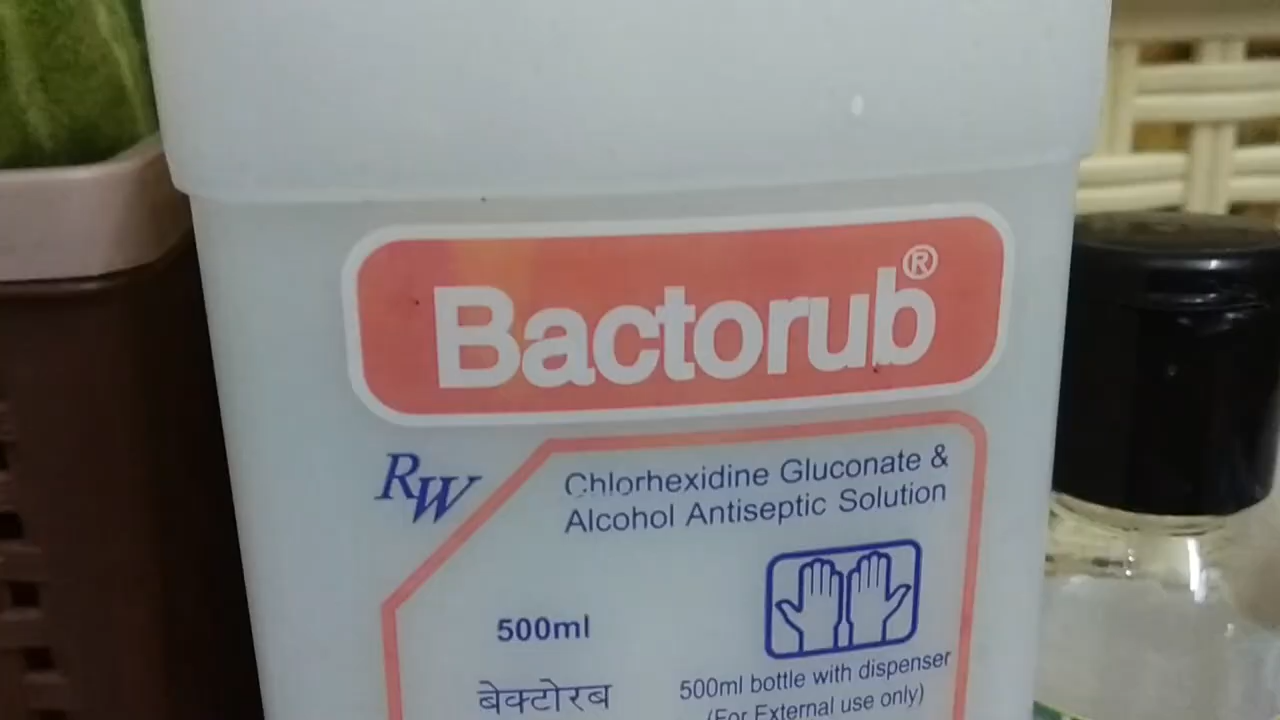 Bactorub®
RW
Chlorhexidine Gluconate &
Alcohol Antiseptic Solution
500ml
बेक्टोरब
500ml bottle with dispenser
(For External use only)